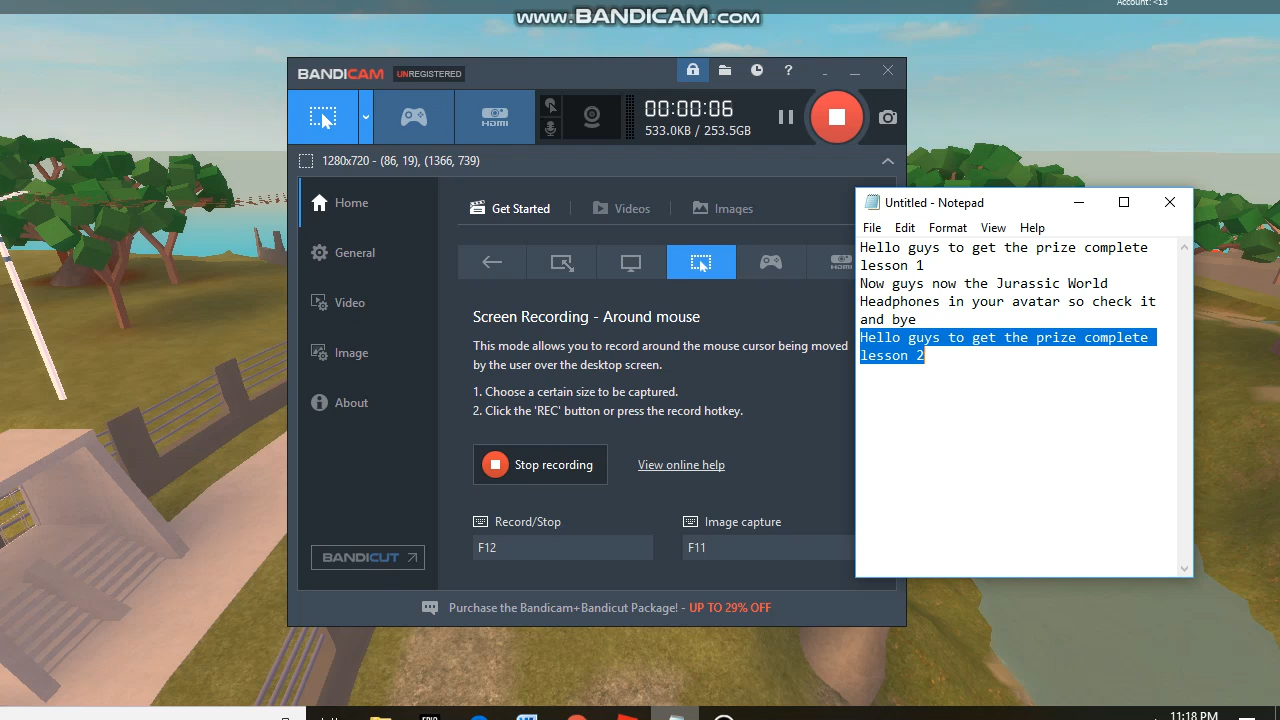 Account: <13
www.BANDICAM.com
BANDICAM UNREGISTERED
?
00:00:06
533.0KB / 253.5GB
HDMI
1280x720 - (86, 19), (1366, 739)
Home
General
Video
Image
About
BANDICUT
Get Started
Videos
Images
HDMI
Screen Recording - Around mouse
This mode allows you to record around the mouse cursor being moved
by the user over the desktop screen.
1. Choose a certain size to be captured.
2. Click the 'REC' button or press the record hotkey.
Stop recording
View online help
Record/Stop
Image capture
F12
F11
Purchase the Bandicam+Bandicut Package! - UP TO 29% OFF
Untitled - Notepad
File Edit Format View Help
Hello guys to get the prize complete
lesson 1
Now guys now the Jurassic World
Headphones in your avatar so check it
and bye
Hello guys to get the prize complete
lesson 2
11:18 PM